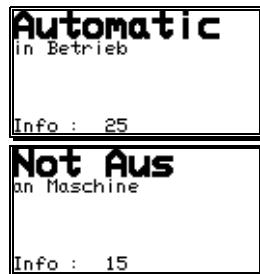 Automatic
in Betrieb
Info : 25
Not Aus
an Maschine
Info : 15